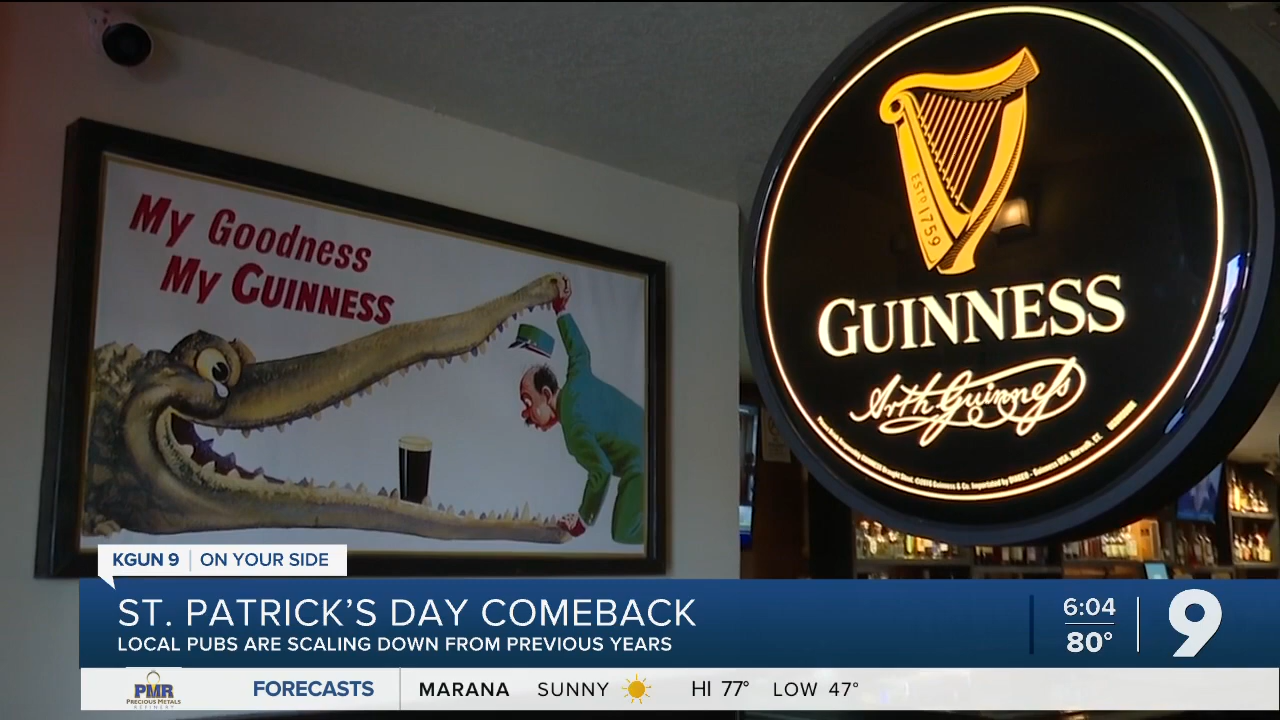 My Goodness
My GUINNESS
ESTD 1759
GUINNESS
Arth Guinness
KGUN 9 | ON YOUR SIDE
ST. PATRICK'S DAY COMEBACK
LOCAL PUBS ARE SCALING DOWN FROM PREVIOUS YEARS
6:04
80°
9
PMR
PRECIOUS METALS
REFINERY
FORECASTS
MARANA SUNNY HI 77° LOW 47°